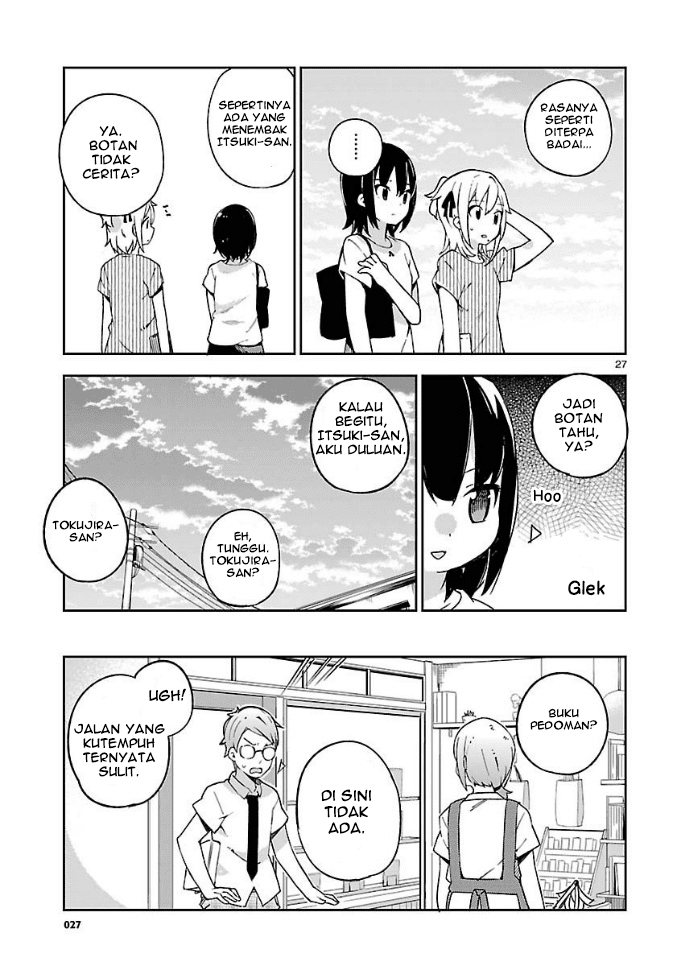 RASANYA
SEPERTI
DITERPA
BADAI...
SEPERTINYA
ADA YANG
MENEMBAK
ITSUKI-SAN.
YA.
BOTAN
TIDAK
CERITA?
27
JADI
BOTAN
TAHU,
YA?
Hoo
Glek
KALAU
BEGITU,
ITSUKI-SAN,
AKU DULUAN.
EH,
TUNGGU.
TOKUJIRA-
SAN?
TOKUJIRA-
SAN?
BUKU
PEDOMAN?
DI SINI
TIDAK
ADA.
UGH!
JALAN YANG
KUTEMPUH
TERNYATA
SULIT.
027